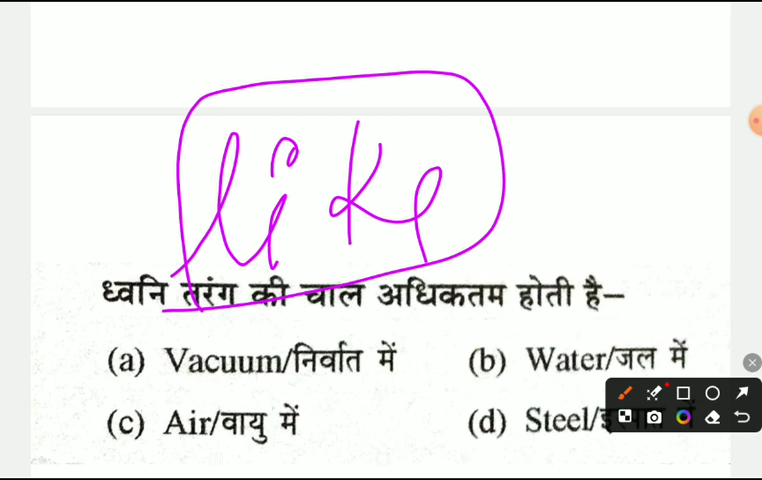 like
ध्वनि तरंग की चाल अधिकतम होती है–
(a) Vacuum/निर्वात में (b) Water/जल में
(c) Air/वायु में (d) Steel/